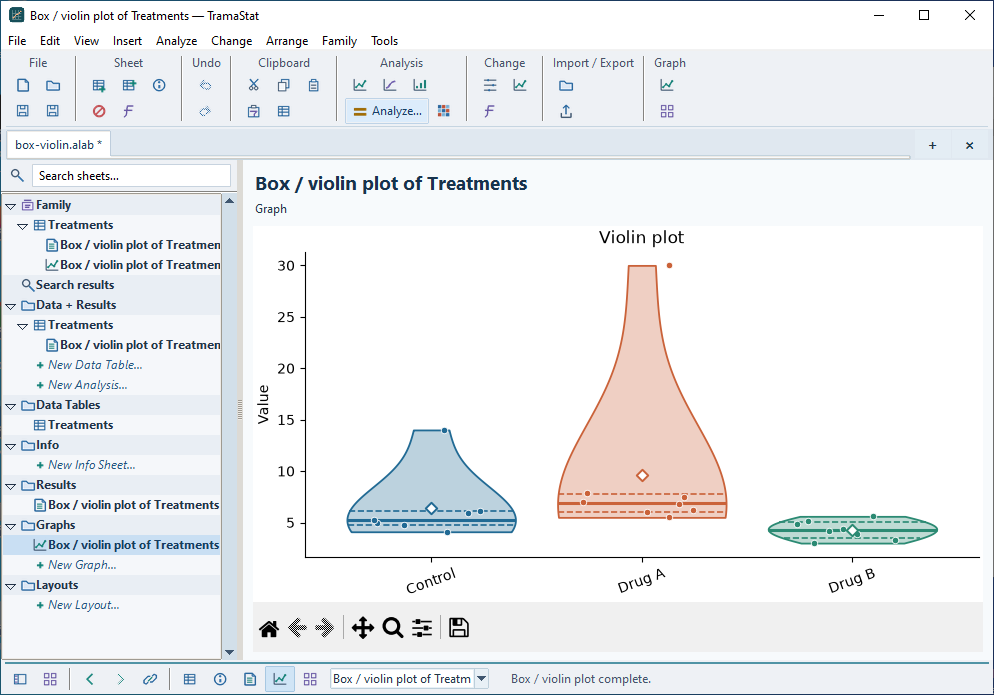 Box / violin plot of Treatments — TramaStat
File Edit View Insert Analyze Change Arrange Family Tools
File Sheet Undo Clipboard Analysis Change Import / Export Graph
Analyze...
box-violin.alab *
Search sheets...
Family
Treatments
Box / violin plot of Treatmen
Box / violin plot of Treatmen
Search results
Data + Results
Treatments
Box / violin plot of Treatmen
+ New Data Table...
+ New Analysis...
Data Tables
Treatments
Info
+ New Info Sheet...
Results
Box / violin plot of Treatments
Graphs
Box / violin plot of Treatments
+ New Graph...
Layouts
+ New Layout...
Box / violin plot of Treatments
Graph
Violin plot
30
25
20
15
10
5
Value
Control Drug A Drug B
Box / violin plot of Treatm
Box / violin plot complete.